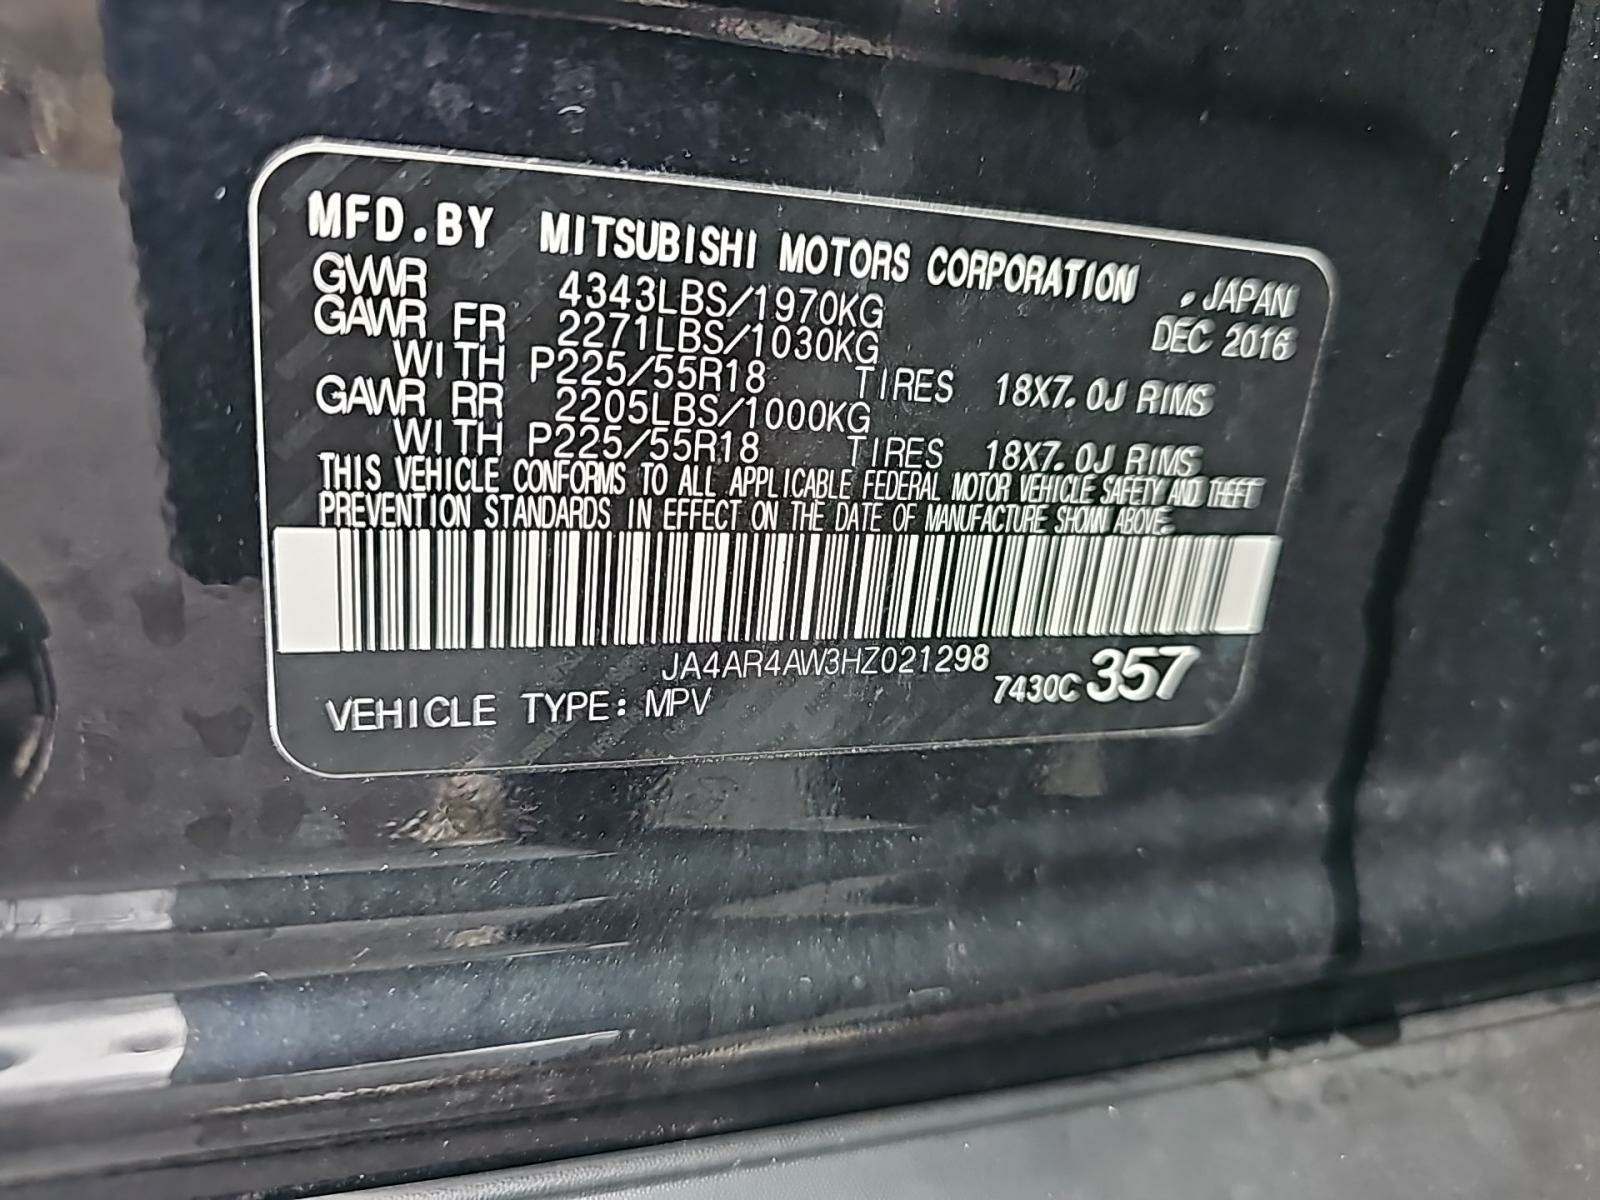 MFD.BY MITSUBISHI MOTORS CORPORATION , JAPAN
GVWR 4343LBS/1970KG DEC 2016
GAWR FR 2271LBS/1030KG
WITH P225/55R18 TIRES 18X7.0J RIMS
GAWR RR 2205LBS/1000KG
WITH P225/55R18 TIRES 18X7.0J RIMS
THIS VEHICLE CONFORMS TO ALL APPLICABLE FEDERAL MOTOR VEHICLE SAFETY AND THEFT
PREVENTION STANDARDS IN EFFECT ON THE DATE OF MANUFACTURE SHOWN ABOVE.
JA4AR4AW3HZ021298
VEHICLE TYPE: MPV 7430C 357